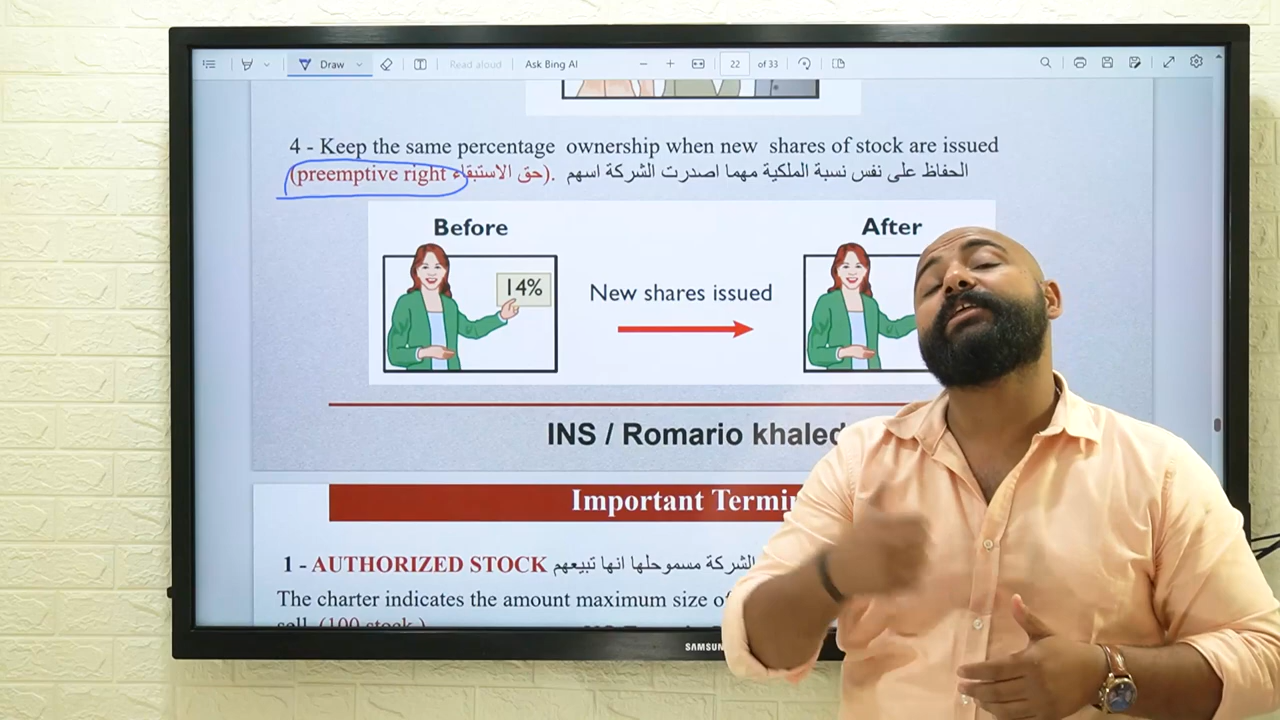 Draw
Read aloud
Ask Bing AI
22
of 33
4 - Keep the same percentage ownership when new shares of stock are issued
(preemptive right حق الاستبقاء). الحفاظ على نفس نسبة الملكية مهما اصدرت الشركة اسهم
Before
After
14%
New shares issued
INS / Romario khaled
Important
1 - AUTHORIZED STOCK الشركة مسموحلها انها تبيعهم
The charter indicates the amount maximum size
sell (100 stock )